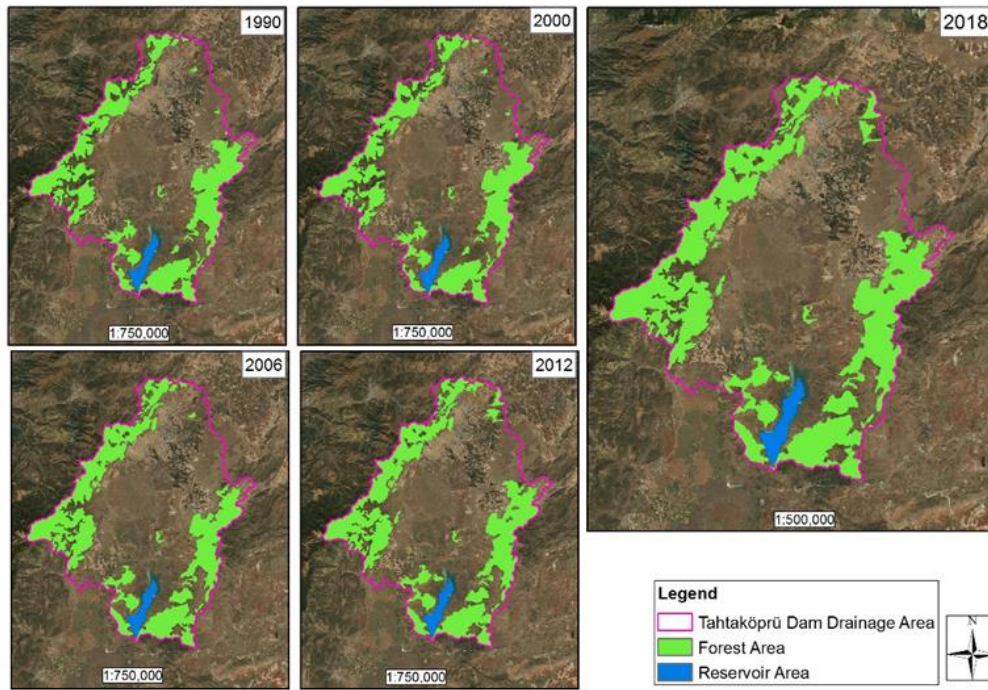 1990
1:750,000
2000
1:750,000
2018
1:500,000
2006
1:750,000
2012
1:750,000
Legend
Tahtaköprü Dam Drainage Area
Forest Area
Reservoir Area
N